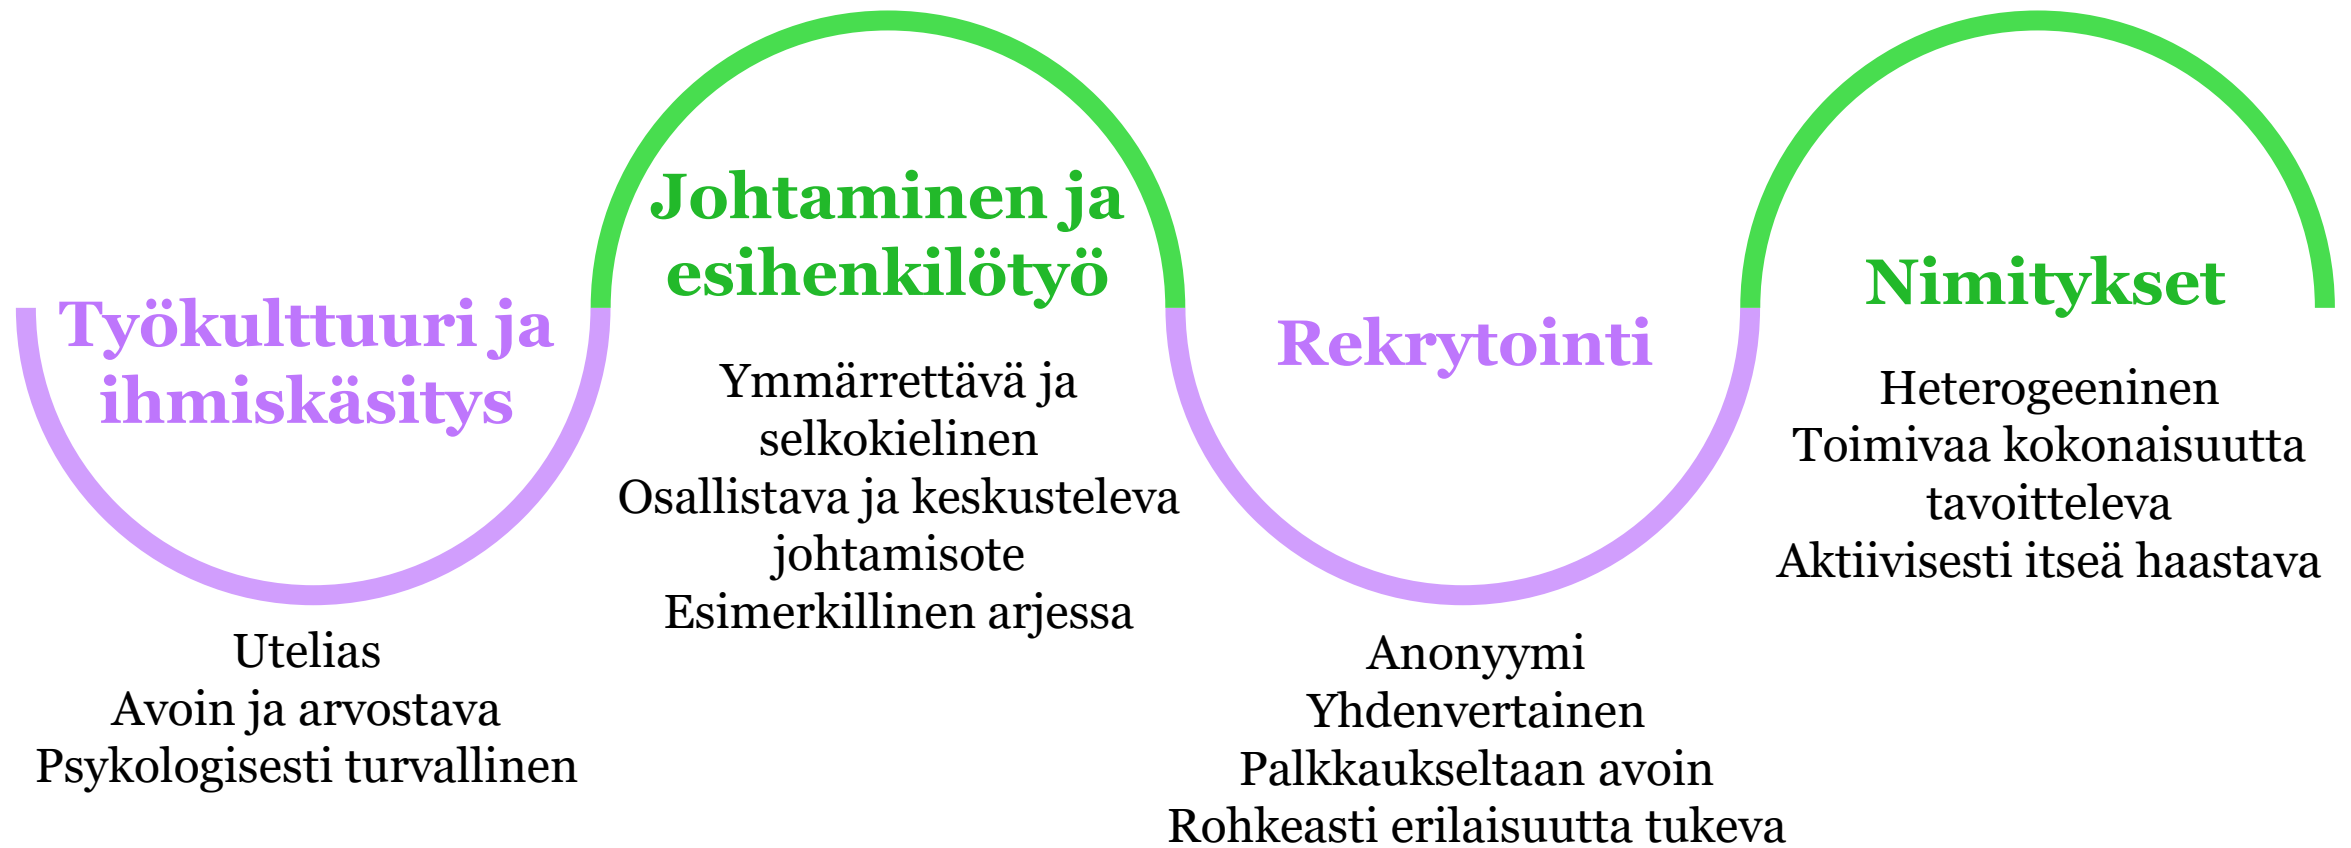 Työkulttuuri ja
ihmiskäsitys
Utelias
Avoin ja arvostava
Psykologisesti turvallinen
Johtaminen ja
esihenkilötyö
Ymmärrettävä ja
selkokielinen
Osallistava ja keskusteleva
johtamisote
Esimerkillinen arjessa
Rekrytointi
Anonyymi
Yhdenvertainen
Palkkaukseltaan avoin
Rohkeasti erilaisuutta tukeva
Nimitykset
Heterogeeninen
Toimivaa kokonaisuutta
tavoitteleva
Aktiivisesti itseä haastava